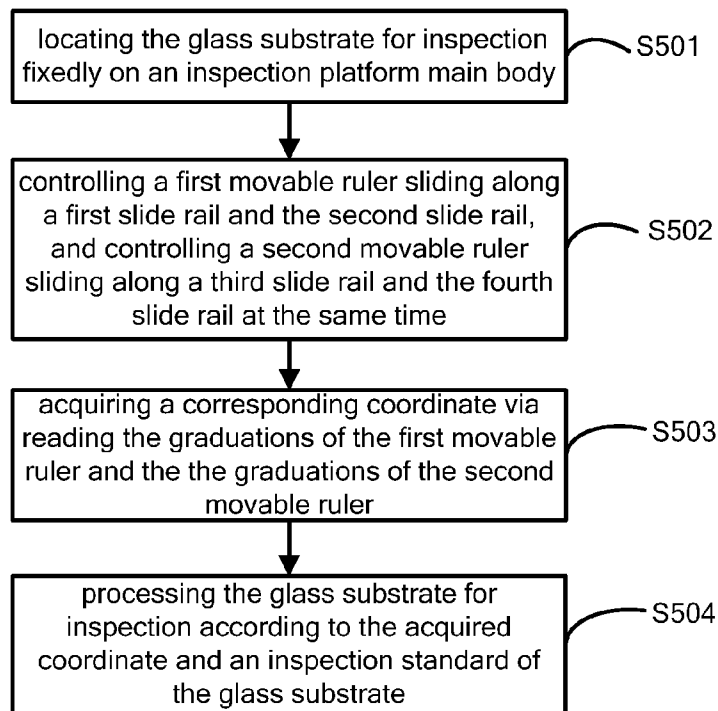 locating the glass substrate for inspection
fixedly on an inspection platform main body
S501
controlling a first movable ruler sliding along
a first slide rail and the second slide rail,
and controlling a second movable ruler
sliding along a third slide rail and the fourth
slide rail at the same time
S502
acquiring a corresponding coordinate via
reading the graduations of the first movable
ruler and the the graduations of the second
movable ruler
S503
processing the glass substrate for
inspection according to the acquired
coordinate and an inspection standard of
the glass substrate
S504